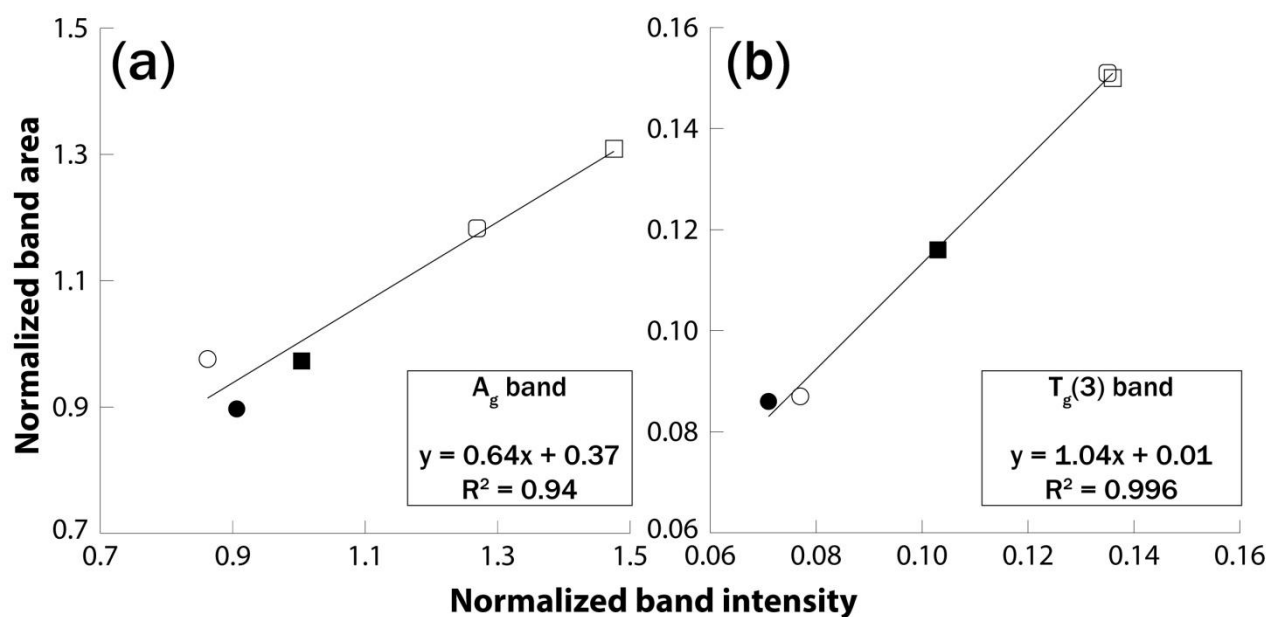 (a)
1.5
1.3
1.1
0.9
0.7
0.7 0.9 1.1 1.3 1.5
A_g band
y = 0.64x + 0.37
R² = 0.94
(b)
0.16
0.14
0.12
0.10
0.08
0.06
0.06 0.08 0.10 0.12 0.14 0.16
T_g(3) band
y = 1.04x + 0.01
R² = 0.996
Normalized band area
Normalized band intensity